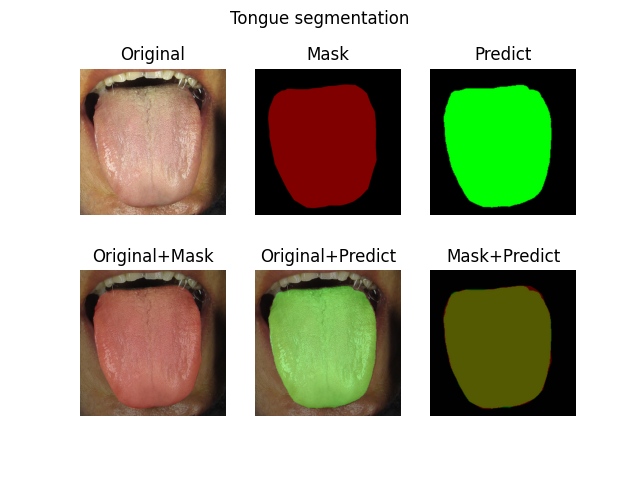 Tongue segmentation
Original
Mask
Predict
Original+Mask
Original+Predict
Mask+Predict